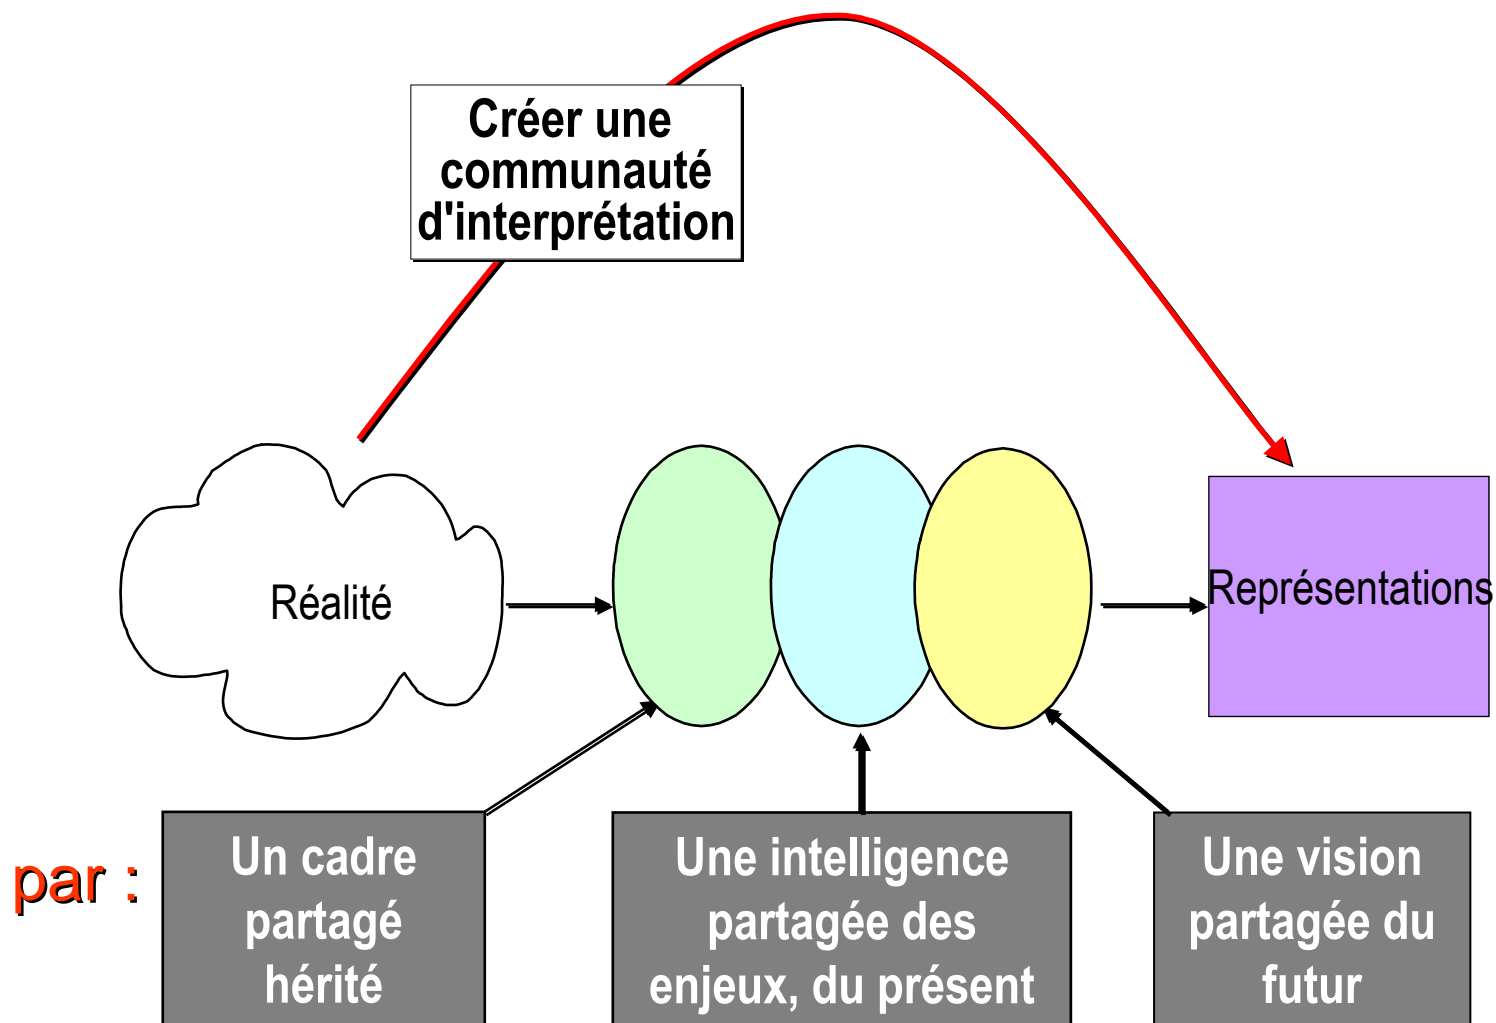 Créer une
communauté
d'interprétation
Réalité
Représentations
par :
Un cadre
partagé
hérité
Une intelligence
partagée des
enjeux, du présent
Une vision
partagée du
futur